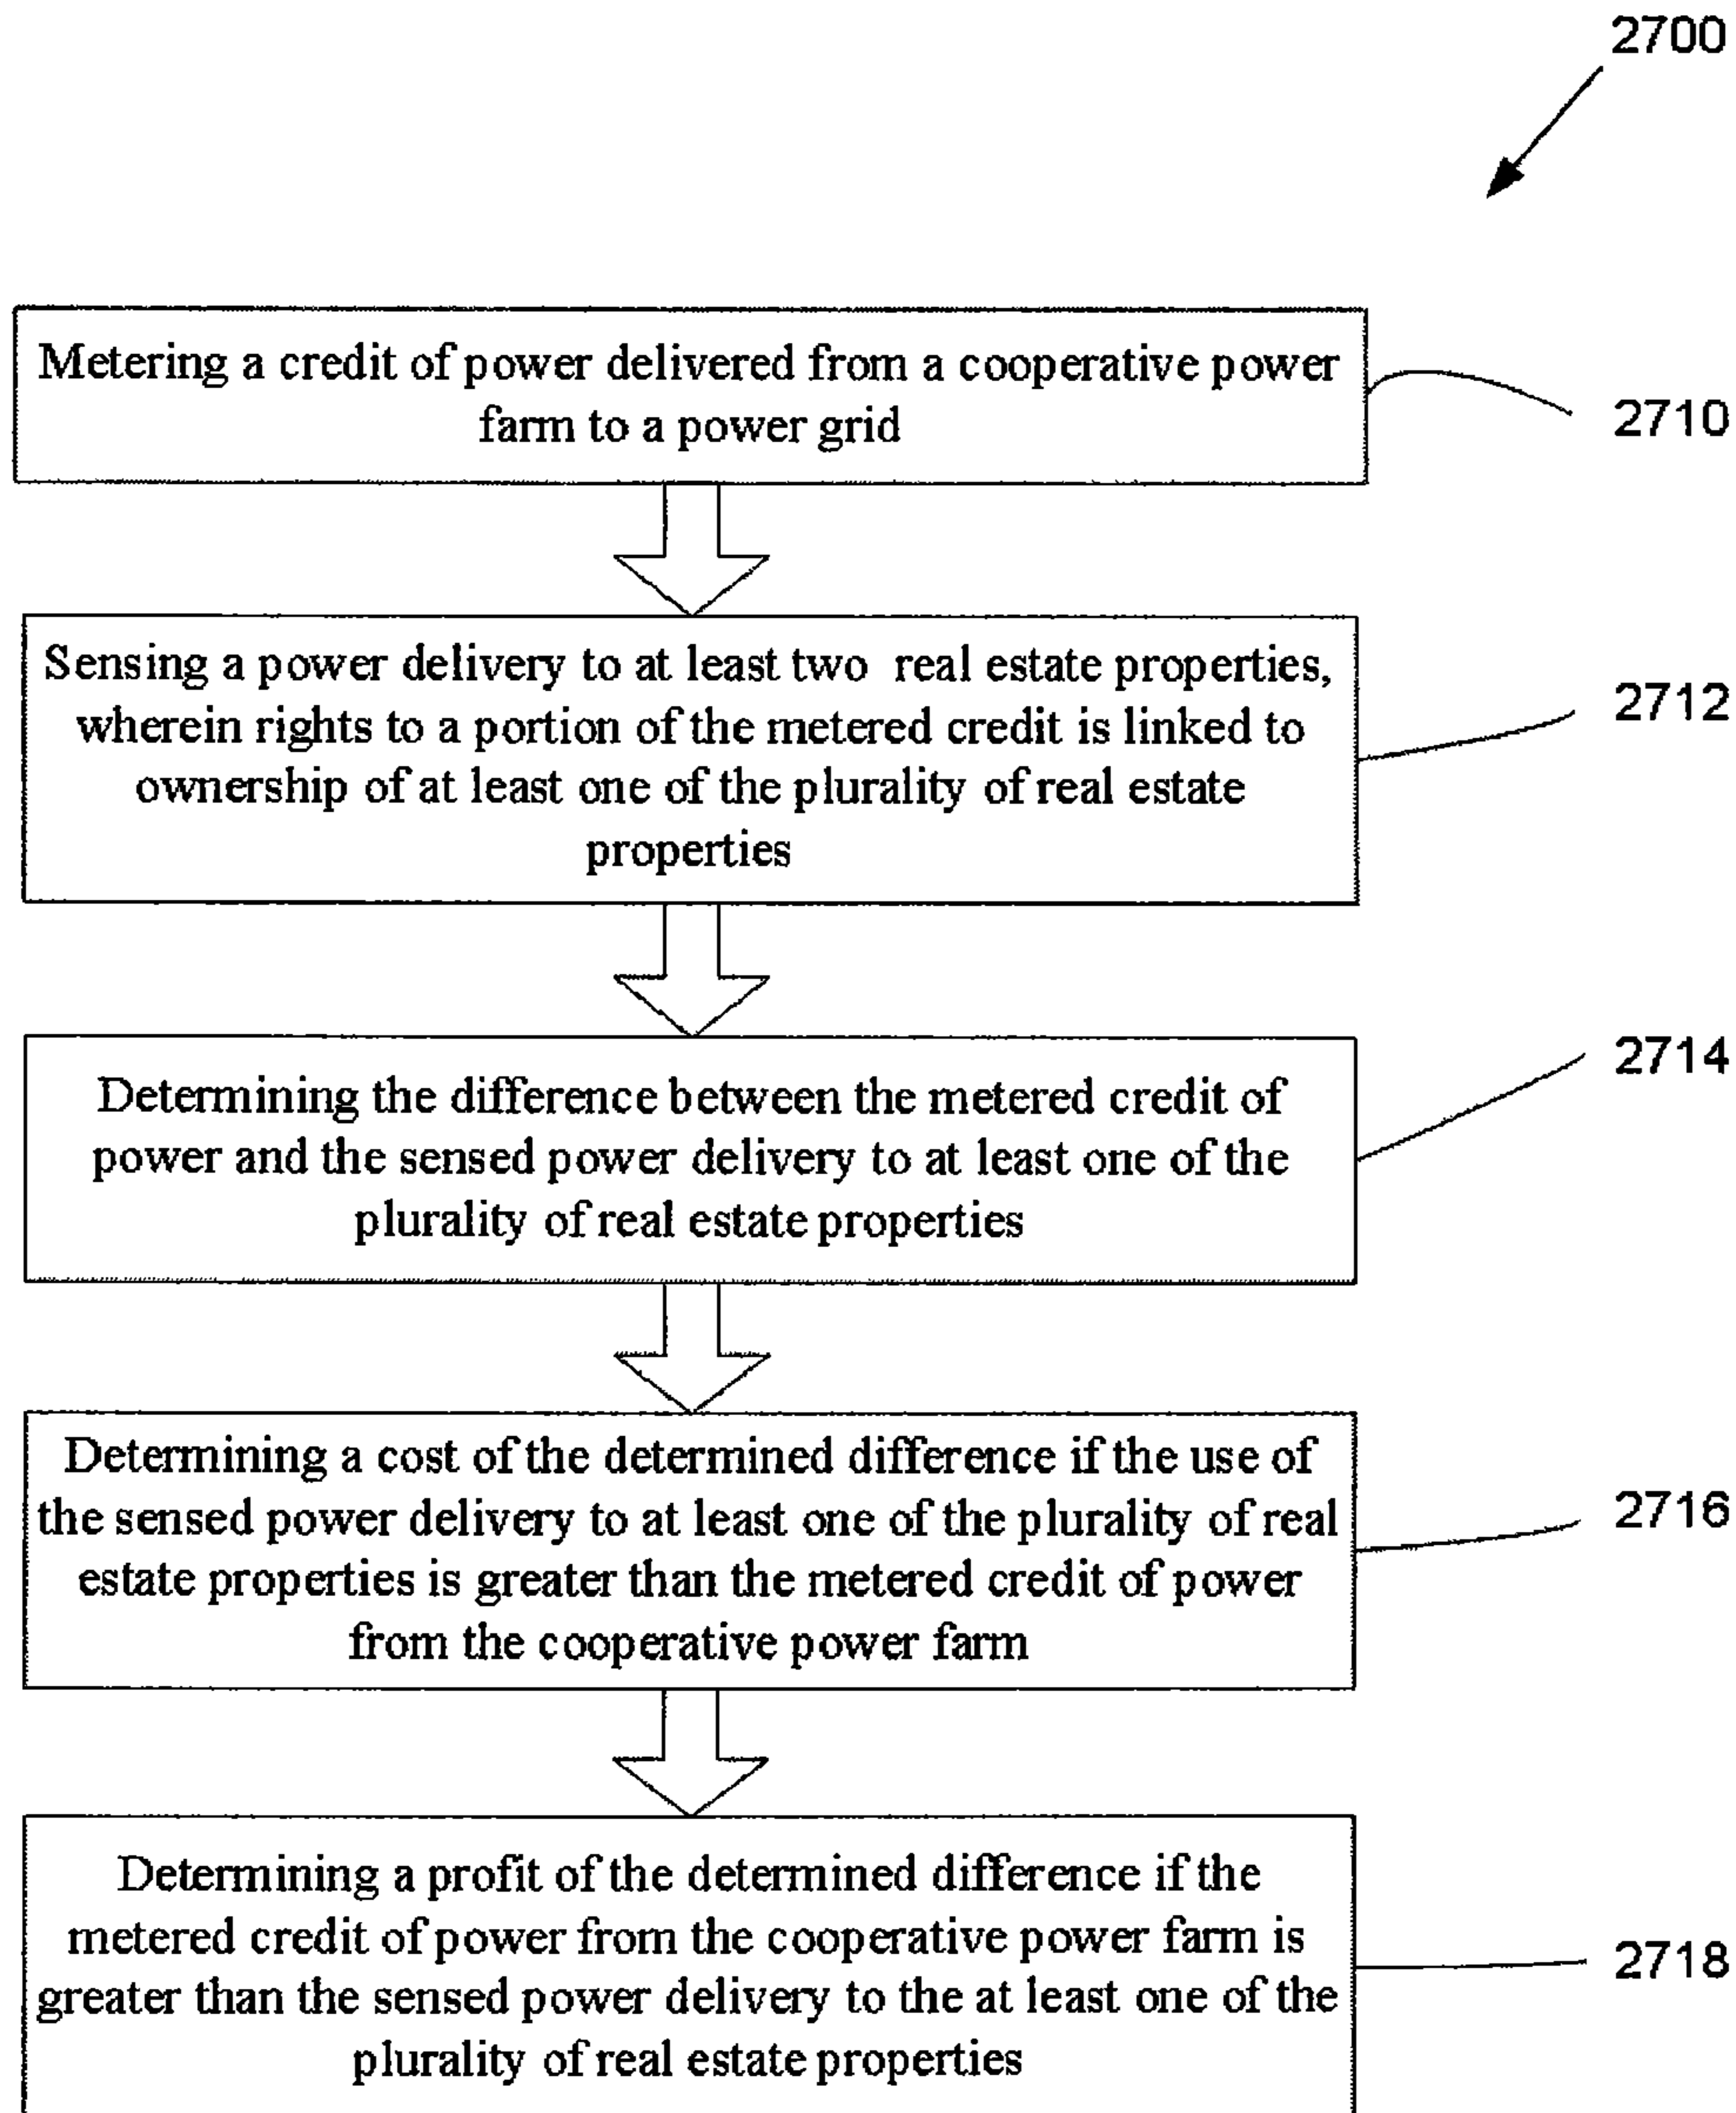 2700
Metering a credit of power delivered from a cooperative power
farm to a power grid
2710
Sensing a power delivery to at least two real estate properties,
wherein rights to a portion of the metered credit is linked to
ownership of at least one of the plurality of real estate
properties
2712
Determining the difference between the metered credit of
power and the sensed power delivery to at least one of the
plurality of real estate properties
2714
Determining a cost of the determined difference if the use of
the sensed power delivery to at least one of the plurality of real
estate properties is greater than the metered credit of power
from the cooperative power farm
2716
Determining a profit of the determined difference if the
metered credit of power from the cooperative power farm is
greater than the sensed power delivery to the at least one of the
plurality of real estate properties
2718